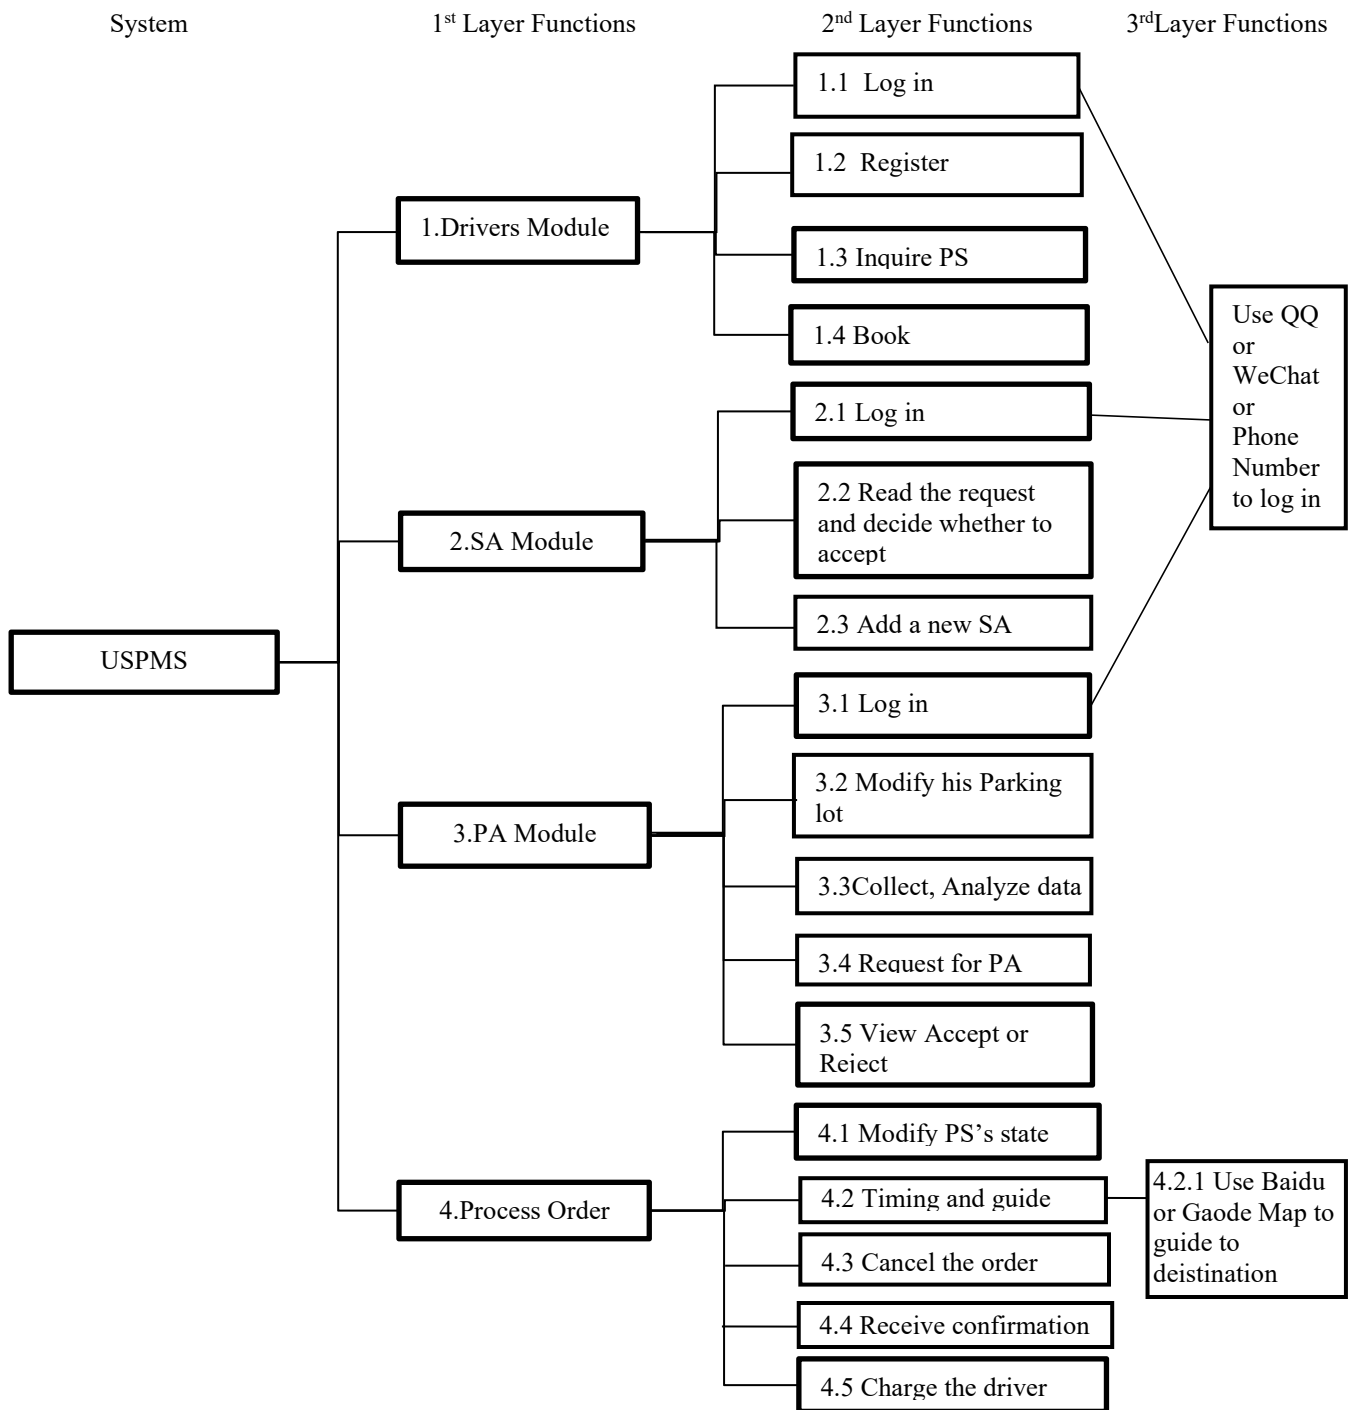 System
1st Layer Functions
2nd Layer Functions
3rdLayer Functions
USPMS
1.Drivers Module
1.1 Log in
1.2 Register
1.3 Inquire PS
1.4 Book
2.SA Module
2.1 Log in
2.2 Read the request
and decide whether to
accept
2.3 Add a new SA
3.PA Module
3.1 Log in
3.2 Modify his Parking
lot
3.3Collect, Analyze data
3.4 Request for PA
3.5 View Accept or
Reject
4.Process Order
4.1 Modify PS’s state
4.2 Timing and guide
4.3 Cancel the order
4.4 Receive confirmation
4.5 Charge the driver
Use QQ
or
WeChat
or
Phone
Number
to log in
4.2.1 Use Baidu
or Gaode Map to
guide to
deistination